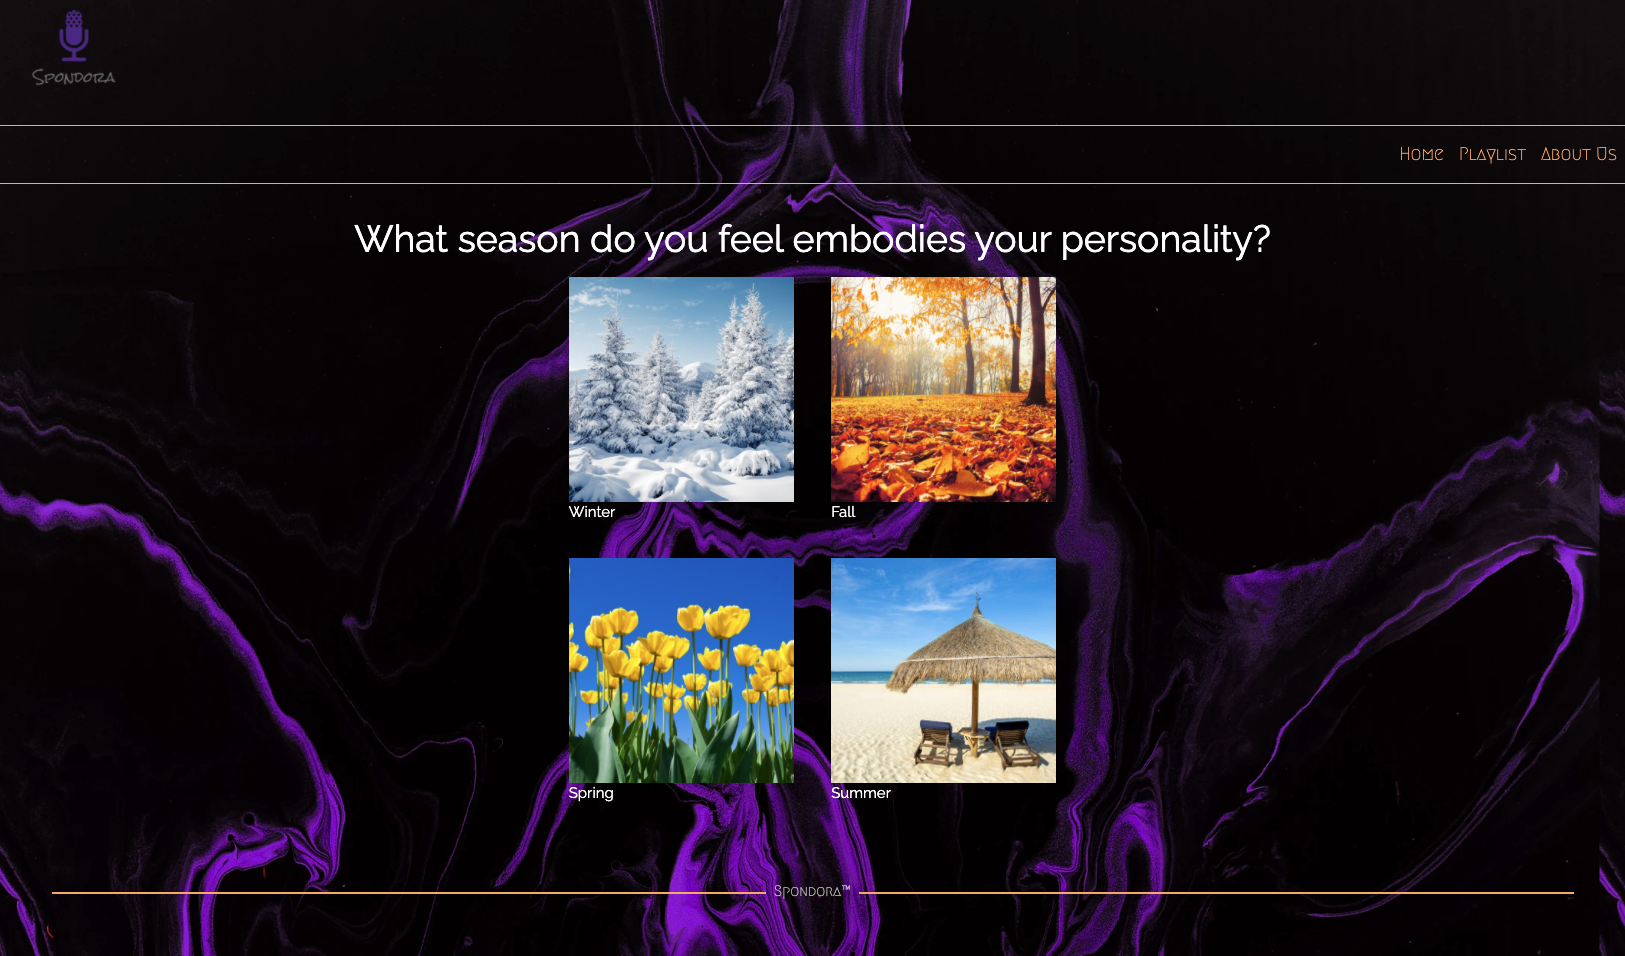 Spondora
Home Playlist About Us
What season do you feel embodies your personality?
Winter Fall
Spring Summer
Spondora™